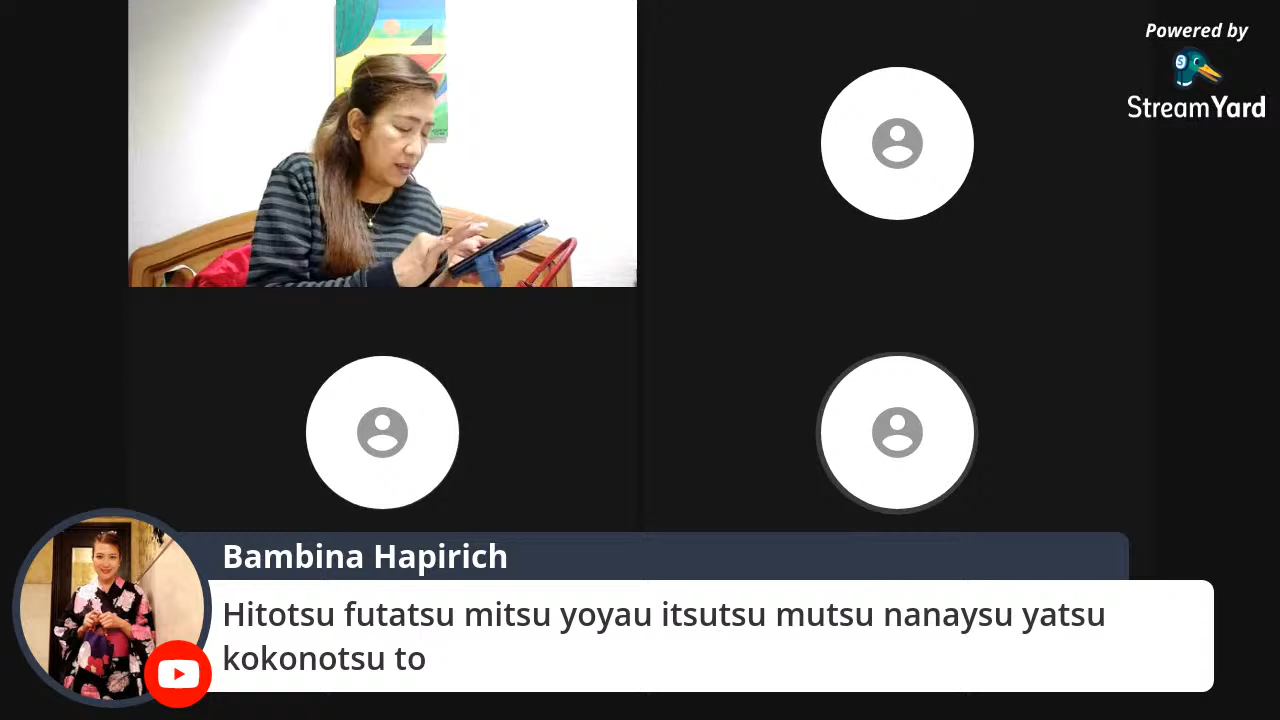 Powered by
StreamYard
Bambina Hapirich
Hitotsu futatsu mitsu yoyau itsutsu mutsu nanaysu yatsu
kokonotsu to